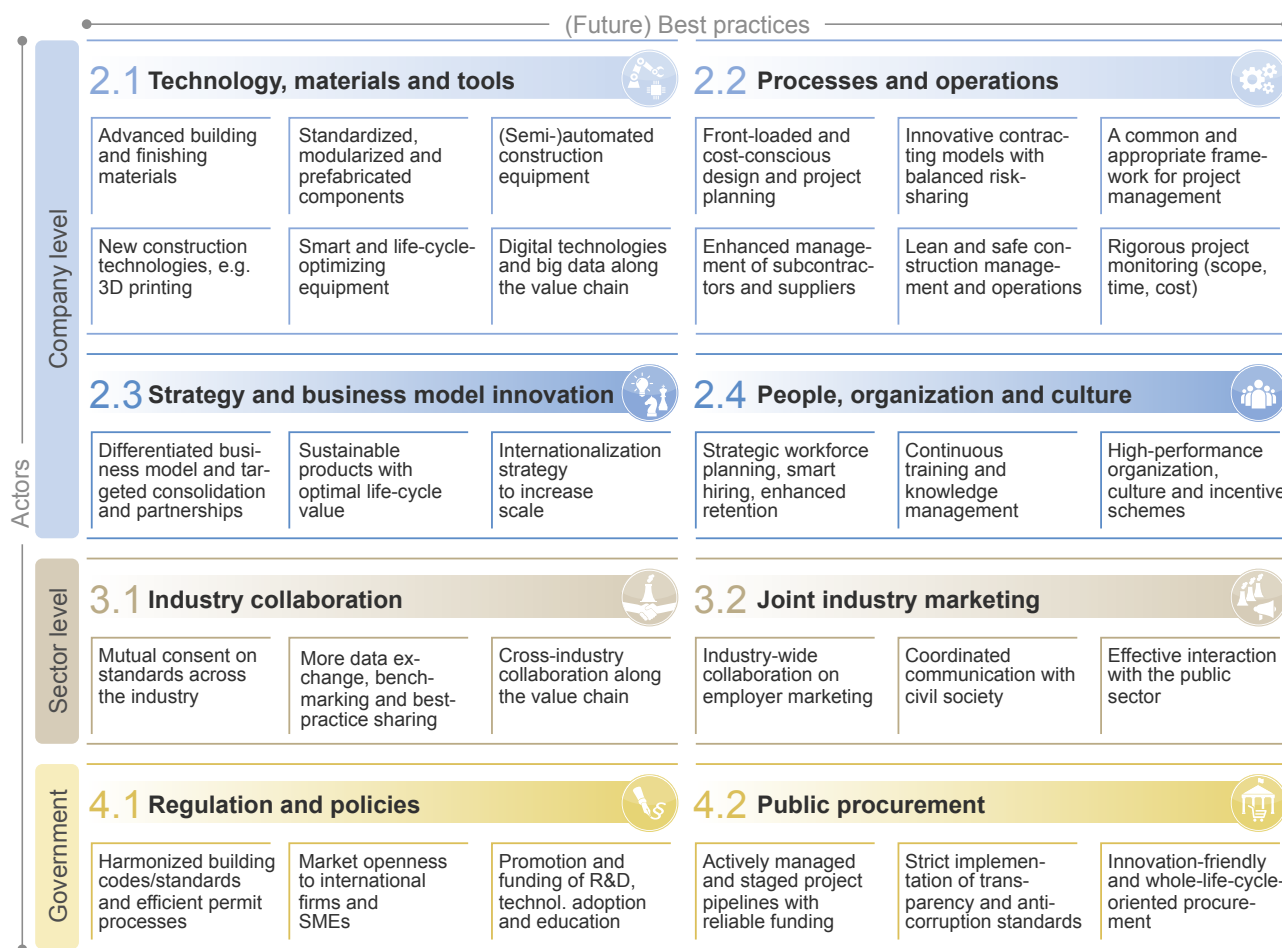 (Future) Best practices
Actors
Company level
2.1 Technology, materials and tools
Advanced building
and finishing
materials
Standardized,
modularized and
prefabricated
components
(Semi-)automated
construction
equipment
New construction
technologies, e.g.
3D printing
Smart and life-cycle-
optimizing
equipment
Digital technologies
and big data along
the value chain
2.2 Processes and operations
Front-loaded and
cost-conscious
design and project
planning
Innovative contrac-
ting models with
balanced risk-
sharing
A common and
appropriate frame-
work for project
management
Enhanced manage-
ment of subcontrac-
tors and suppliers
Lean and safe con-
struction manage-
ment and operations
Rigorous project
monitoring (scope,
time, cost)
2.3 Strategy and business model innovation
Differentiated busi-
ness model and tar-
geted consolidation
and partnerships
Sustainable
products with
optimal life-cycle
value
Internationalization
strategy
to increase
scale
2.4 People, organization and culture
Strategic workforce
planning, smart
hiring, enhanced
retention
Continuous
training and
knowledge
management
High-performance
organization,
culture and incentive
schemes
Sector level
3.1 Industry collaboration
Mutual consent on
standards across
the industry
More data ex-
change, bench-
marking and best-
practice sharing
Cross-industry
collaboration along
the value chain
3.2 Joint industry marketing
Industry-wide
collaboration on
employer marketing
Coordinated
communication with
civil society
Effective interaction
with the public
sector
Government
4.1 Regulation and policies
§
Harmonized building
codes/standards
and efficient permit
processes
Market openness
to international
firms and
SMEs
Promotion and
funding of R&D,
technol. adoption
and education
4.2 Public procurement
Actively managed
and staged project
pipelines with
reliable funding
Strict implemen-
tation of trans-
parency and anti-
corruption standards
Innovation-friendly
and whole-life-cycle-
oriented procure-
ment